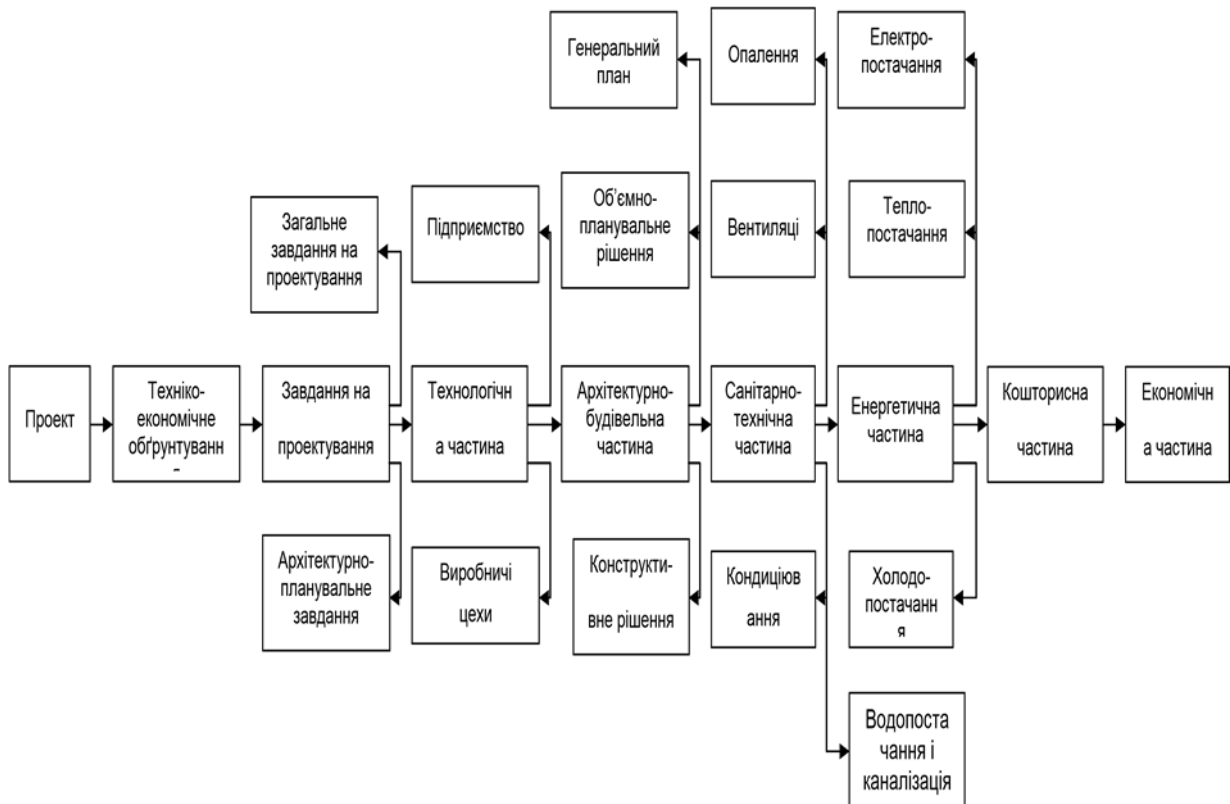 Генеральний
план
Опалення
Електро-
постачання
Загальне
завдання на
проектування
Підприємство
Об’ємно-
планувальне
рішення
Вентиляці
Тепло-
постачання
Проект
Техніко-
економічне
обґрунтуванн
Завдання на
проектування
Технологічн
а частина
Архітектурно-
будівельна
частина
Санітарно-
технічна
частина
Енергетична
частина
Кошторисна
частина
Економічн
а частина
Архітектурно-
планувальне
завдання
Виробничі
цехи
Конструкти-
вне рішення
Кондиціюв
ання
Холодо-
постачанн
я
Водопоста
чання і
каналізація